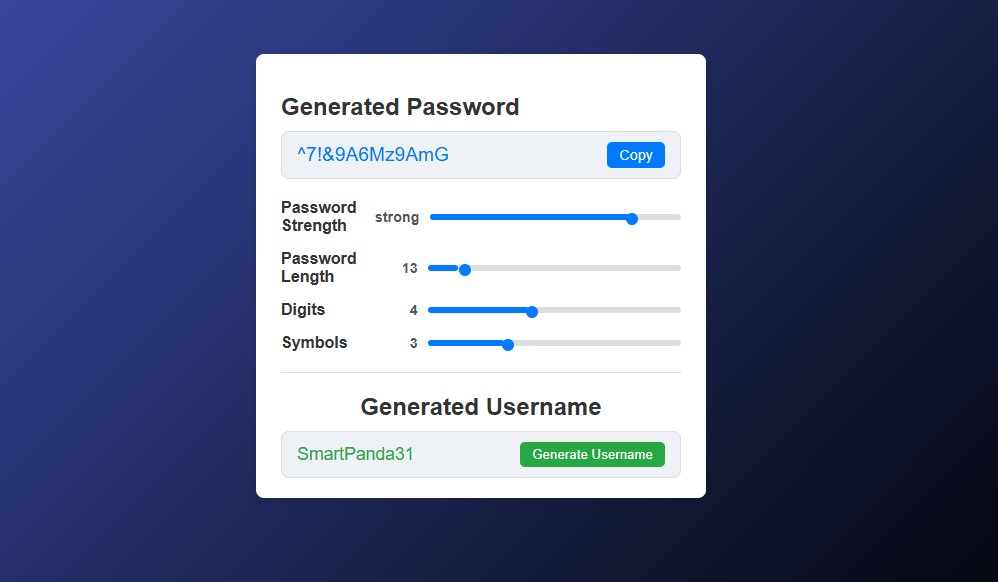 Generated Password
^7!&9A6Mz9AmG
Copy
Password
Strength
strong
Password
Length
13
Digits
4
Symbols
3
Generated Username
SmartPanda31
Generate Username